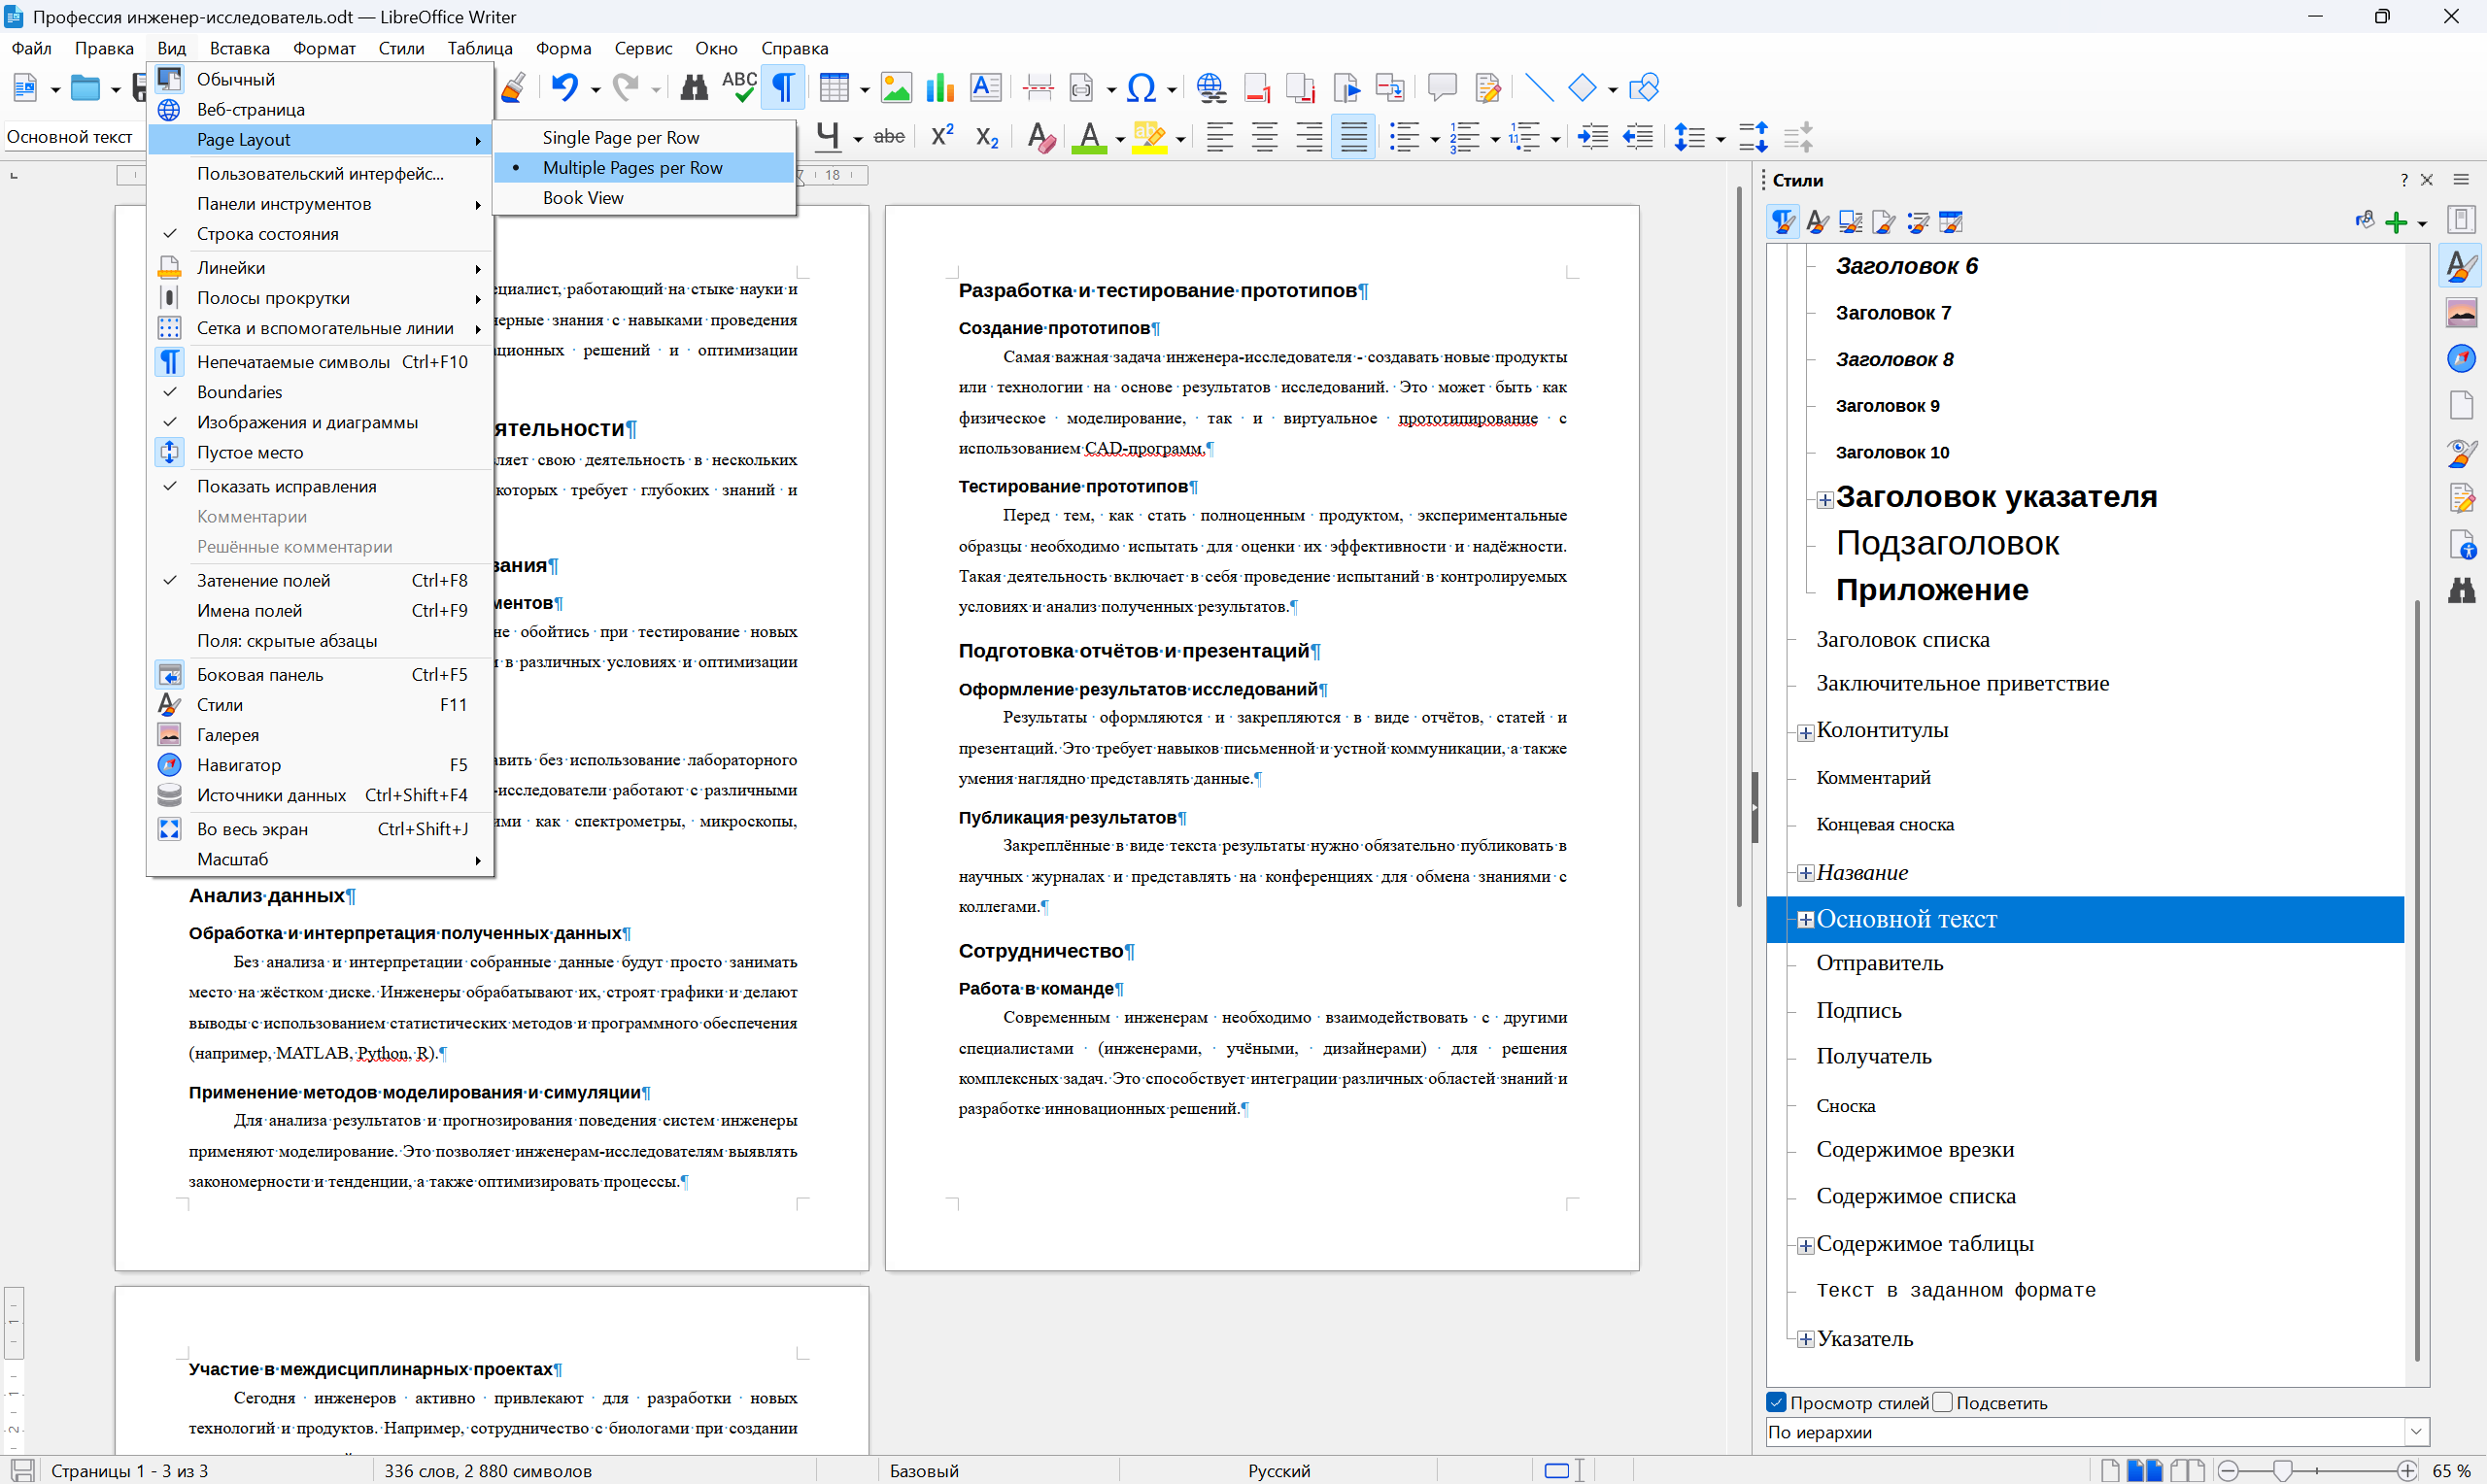 Профессия инженер-исследователь.odt — LibreOffice Writer
Файл Правка Вид Вставка Формат Стили Таблица Форма Сервис Окно Справка
Основной текст
Обычный
Веб-страница
Page Layout
Пользовательский интерфейс...
Панели инструментов
Строка состояния
Линейки
Полосы прокрутки
Сетка и вспомогательные линии
Непечатаемые символы Ctrl+F10
Boundaries
Изображения и диаграммы
Пустое место
Показать исправления
Комментарии
Решённые комментарии
Затенение полей Ctrl+F8
Имена полей Ctrl+F9
Поля: скрытые абзацы
Боковая панель Ctrl+F5
Стили F11
Галерея
Навигатор F5
Источники данных Ctrl+Shift+F4
Во весь экран Ctrl+Shift+J
Масштаб
Single Page per Row
Multiple Pages per Row
Book View
18
циалист, работающий на стыке науки и
ерные знания с навыками проведения
ционных решений и оптимизации
ятельности¶
ляет свою деятельность в нескольких
которых требует глубоких знаний и
вания¶
ментов¶
не обойтись при тестирование новых
в различных условиях и оптимизации
вить без использование лабораторного
-исследователи работают с различными
ими как спектрометры, микроскопы,
Анализ данных¶
Обработка и интерпретация полученных данных¶
Без анализа и интерпретации собранные данные будут просто занимать
место на жёстком диске. Инженеры обрабатывают их, строят графики и делают
выводы с использованием статистических методов и программного обеспечения
(например, MATLAB, Python, R).¶
Применение методов моделирования и симуляции¶
Для анализа результатов и прогнозирования поведения систем инженеры
применяют моделирование. Это позволяет инженерам-исследователям выявлять
закономерности и тенденции, а также оптимизировать процессы.¶
Разработка и тестирование прототипов¶
Создание прототипов¶
Самая важная задача инженера-исследователя - создавать новые продукты
или технологии на основе результатов исследований. Это может быть как
физическое моделирование, так и виртуальное прототипирование с
использованием CAD-программ,¶
Тестирование прототипов¶
Перед тем, как стать полноценным продуктом, экспериментальные
образцы необходимо испытать для оценки их эффективности и надёжности.
Такая деятельность включает в себя проведение испытаний в контролируемых
условиях и анализ полученных результатов.¶
Подготовка отчётов и презентаций¶
Оформление результатов исследований¶
Результаты оформляются и закрепляются в виде отчётов, статей и
презентаций. Это требует навыков письменной и устной коммуникации, а также
умения наглядно представлять данные.¶
Публикация результатов¶
Закреплённые в виде текста результаты нужно обязательно публиковать в
научных журналах и представлять на конференциях для обмена знаниями с
коллегами.¶
Сотрудничество¶
Работа в команде¶
Современным инженерам необходимо взаимодействовать с другими
специалистами (инженерами, учёными, дизайнерами) для решения
комплексных задач. Это способствует интеграции различных областей знаний и
разработке инновационных решений.¶
Участие в междисциплинарных проектах¶
Сегодня инженеров активно привлекают для разработки новых
технологий и продуктов. Например, сотрудничество с биологами при создании
Стили
Заголовок 6
Заголовок 7
Заголовок 8
Заголовок 9
Заголовок 10
Заголовок указателя
Подзаголовок
Приложение
Заголовок списка
Заключительное приветствие
Колонтитулы
Комментарий
Концевая сноска
Название
Основной текст
Отправитель
Подпись
Получатель
Сноска
Содержимое врезки
Содержимое списка
Содержимое таблицы
Текст в заданном формате
Указатель
Просмотр стилей Подсветить
По иерархии
Страницы 1 - 3 из 3 336 слов, 2 880 символов Базовый Русский 65 %